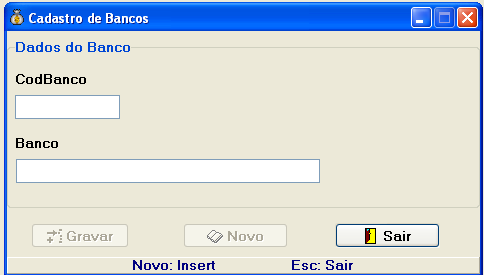 Cadastro de Bancos
Dados do Banco
CodBanco
Banco
Gravar Novo Sair
Novo: Insert Esc: Sair